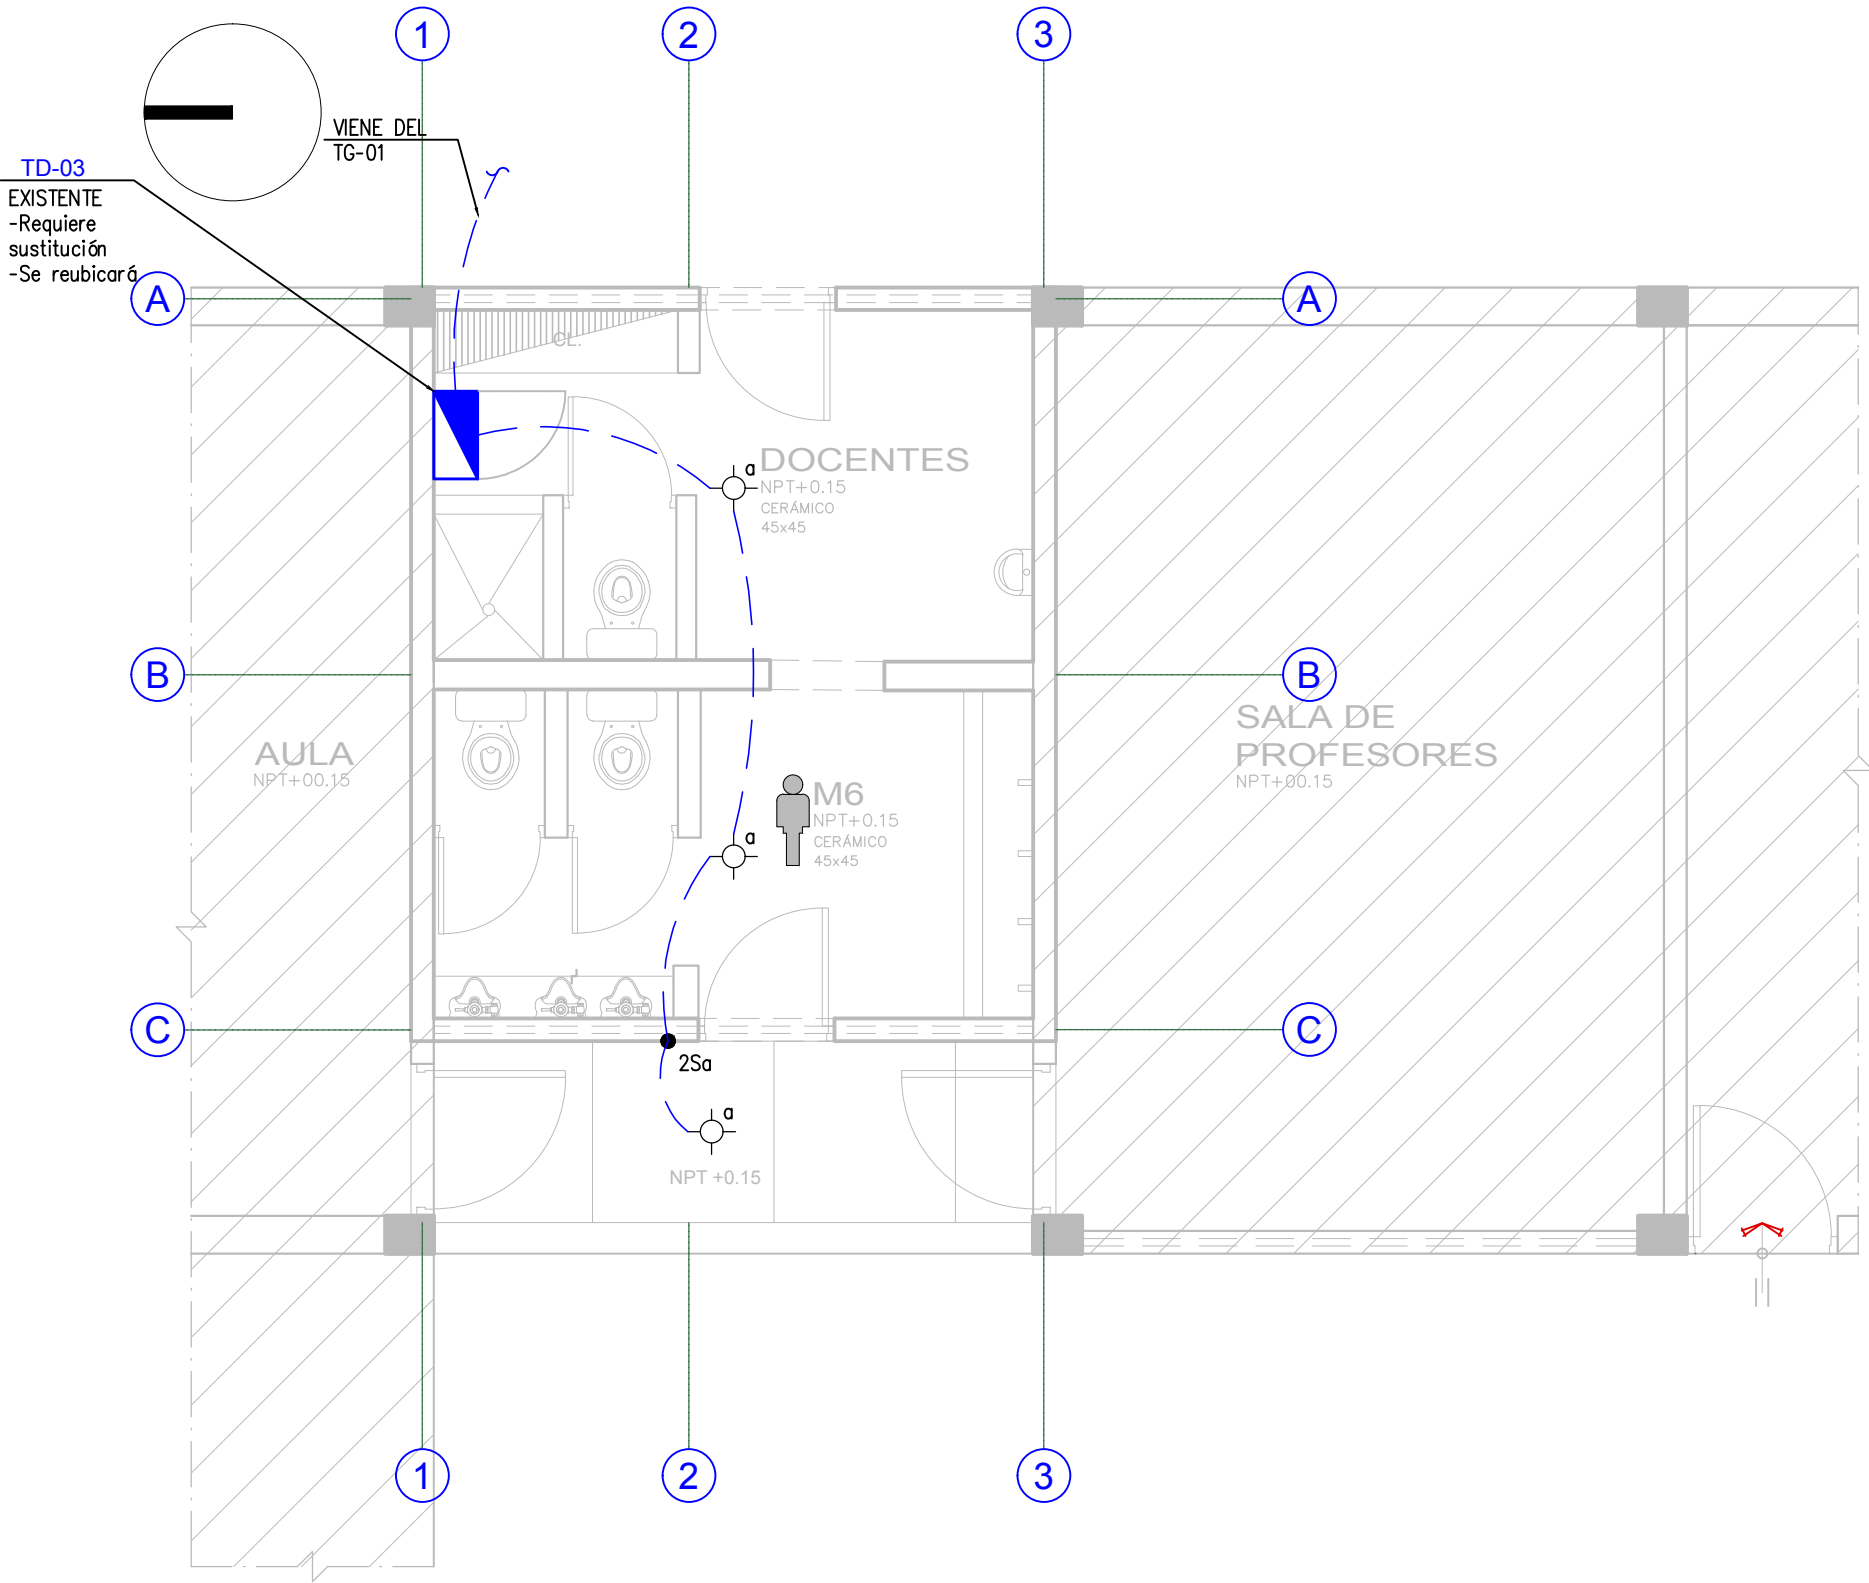 1
2
3
VIENE DEL
TG-01
TD-03
EXISTENTE
-Requiere
sustitución
-Se reubicará
A
A
CL.
a
DOCENTES
NPT+0.15
CERÁMICO
45x45
B
B
SALA DE
PROFESORES
NPT+00.15
AULA
NPT+00.15
M6
NPT+0.15
CERÁMICO
45x45
a
C
C
2Sa
a
NPT +0.15
1
2
3